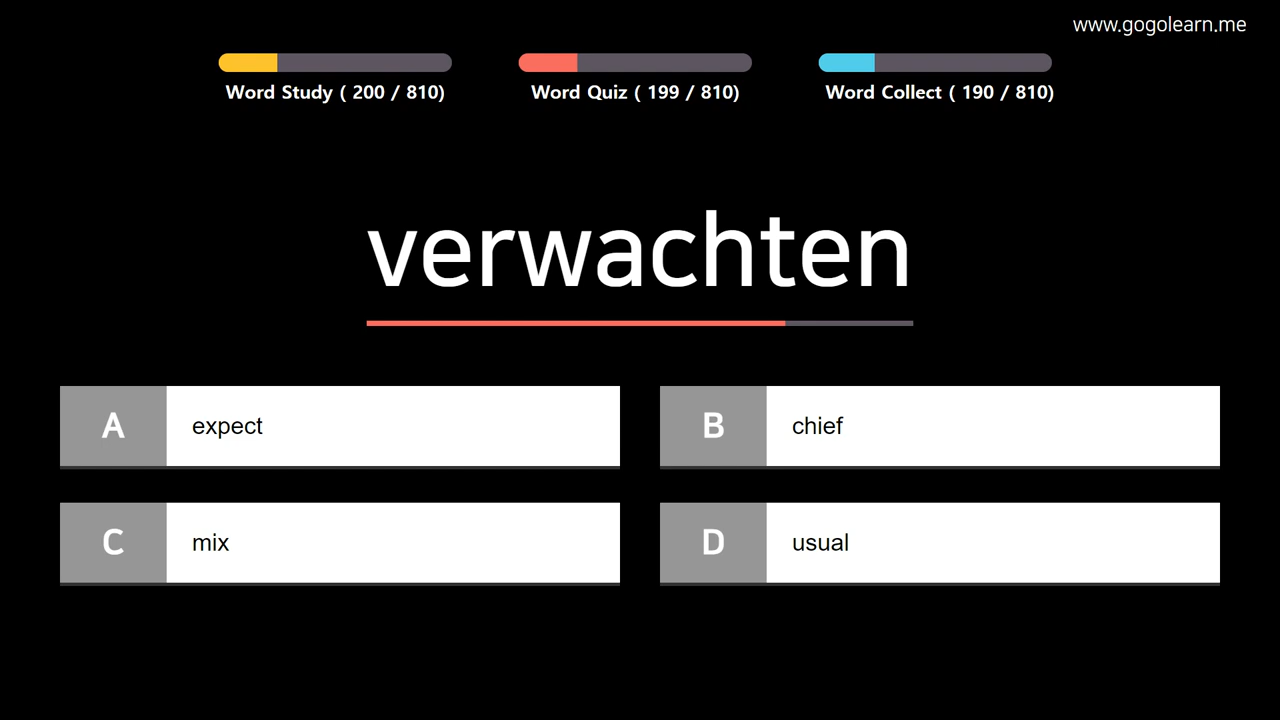 www.gogolearn.me
Word Study ( 200 / 810)
Word Quiz ( 199 / 810)
Word Collect ( 190 / 810)
verwachten
A expect
B chief
C mix
D usual